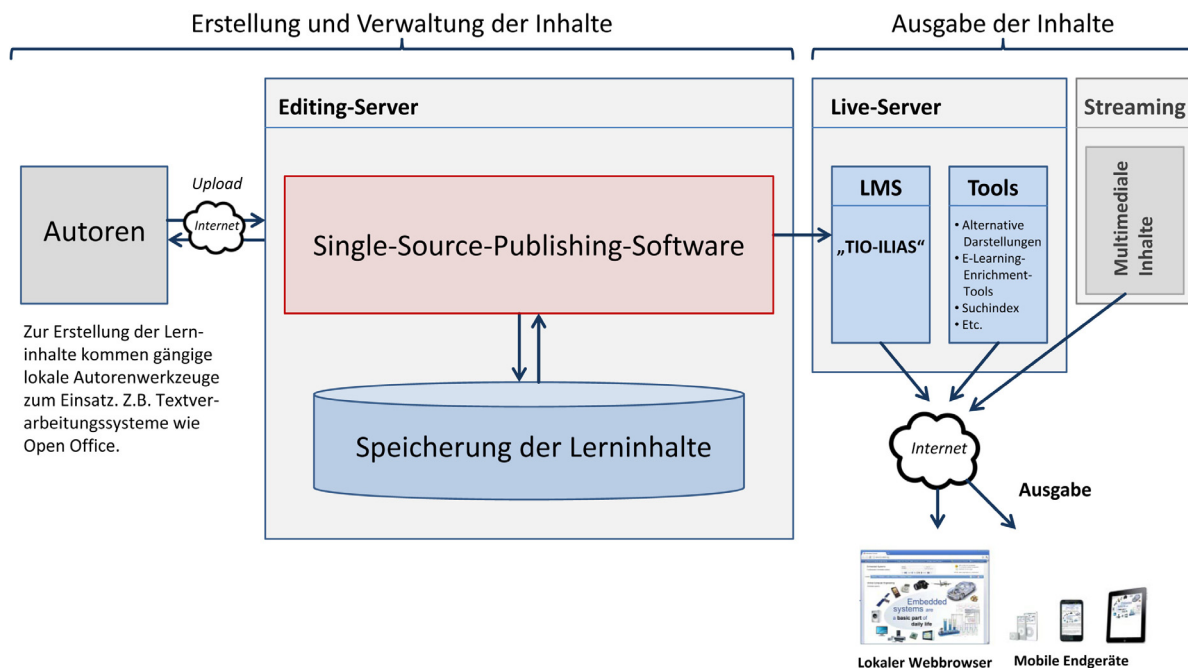 Erstellung und Verwaltung der Inhalte
Ausgabe der Inhalte
Editing-Server
Live-Server
Streaming
Autoren
Upload
Internet
Single-Source-Publishing-Software
LMS
„TIO-ILIAS“
Tools
• Alternative
Darstellungen
• E-Learning-
Enrichment-
Tools
• Suchindex
• Etc.
Multimediale
Inhalte
Zur Erstellung der Lern-
inhalte kommen gängige
lokale Autorenwerkzeuge
zum Einsatz. Z.B. Textver-
arbeitungssysteme wie
Open Office.
Speicherung der Lerninhalte
Internet
Ausgabe
Embedded
systems are
a basic part of
daily life
Lokaler Webbrowser
Mobile Endgeräte